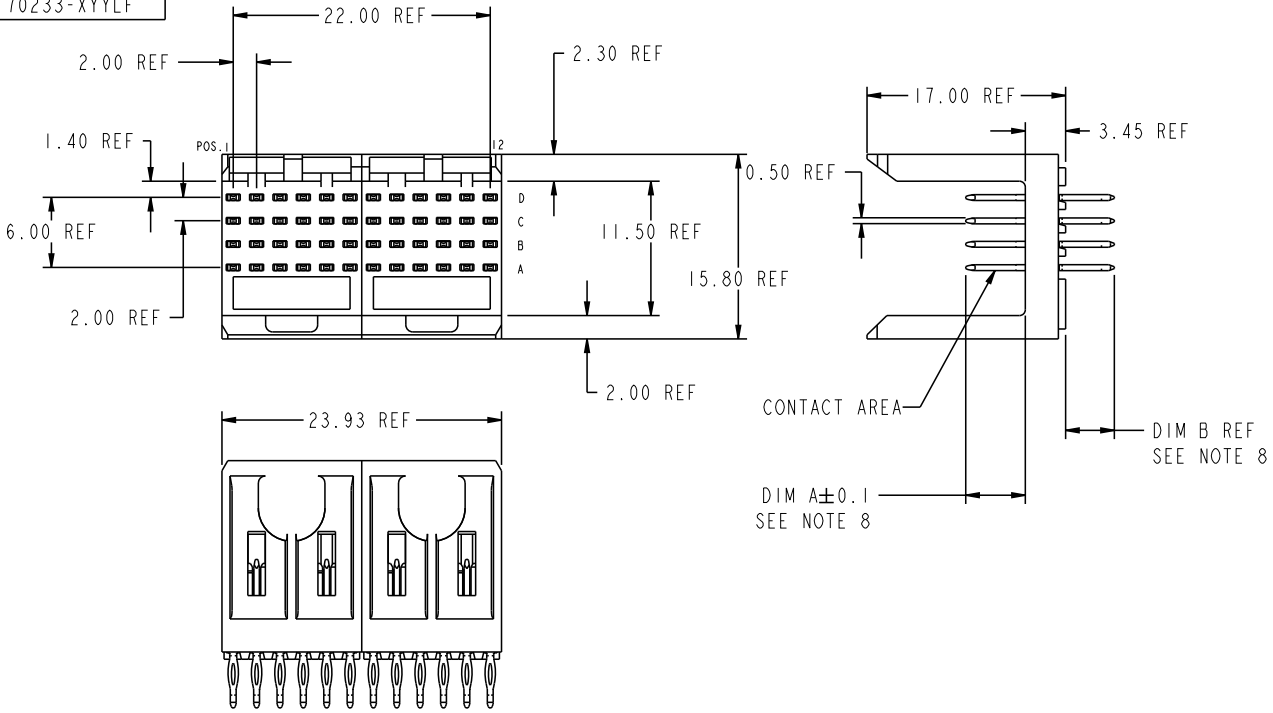 70233-XYYLF
22.00 REF
2.00 REF
2.30 REF
17.00 REF
3.45 REF
1.40 REF
POS.1
12
0.50 REF
D
C
B
A
6.00 REF
11.50 REF
15.80 REF
2.00 REF
2.00 REF
CONTACT AREA
23.93 REF
DIM B REF
SEE NOTE 8
DIM A±0.1
SEE NOTE 8